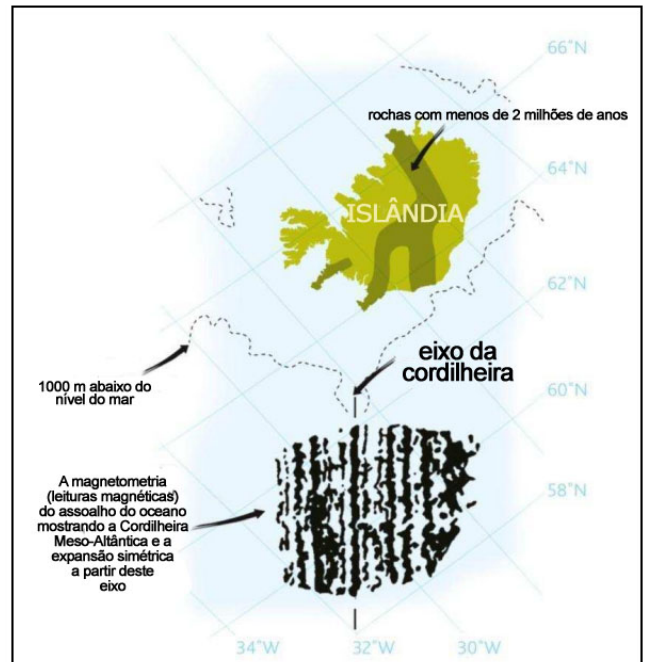 66°N
rochas com menos de 2 milhões de anos
64°N
ISLÂNDIA
62°N
eixo da
cordilheira
1000 m abaixo do
nível do mar
60°N
A magnetometria
(leituras magnéticas)
do assoalho do oceano
mostrando a Cordilheira
Meso-Altântica e a
expansão simétrica
a partir deste
eixo
58°N
34°W
32°W
30°W